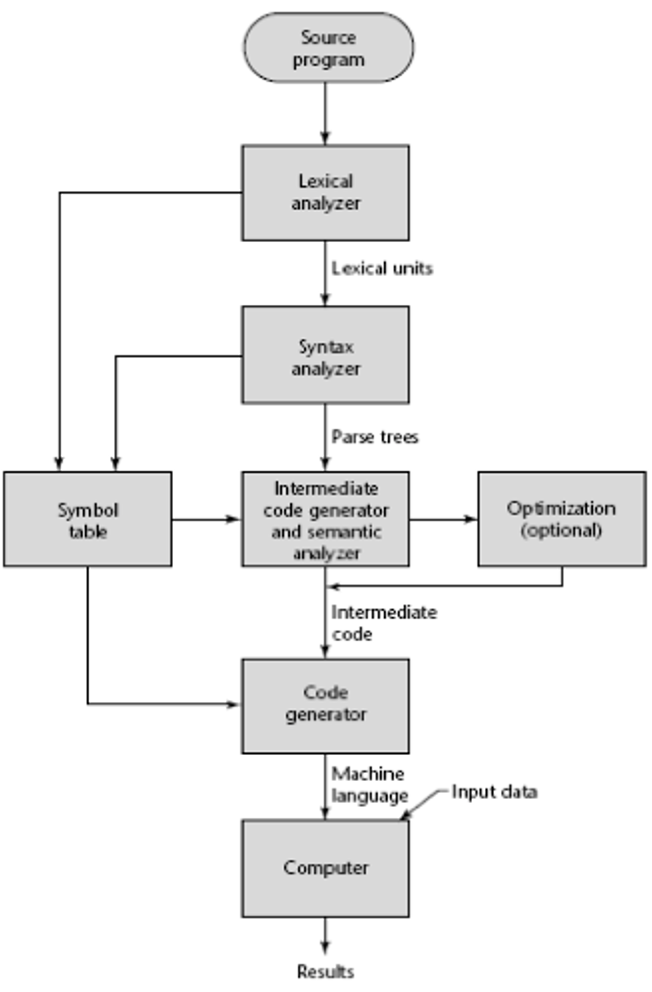 Source
program
Lexical
analyzer
Lexical units
Syntax
analyzer
Parse trees
Symbol
table
Intermediate
code generator
and semantic
analyzer
Optimization
(optional)
Intermediate
code
Code
generator
Machine
language
Input data
Computer
Results